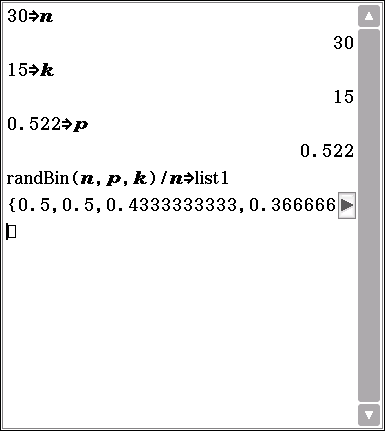 30⇒n
30
15⇒k
15
0.522⇒p
0.522
randBin(n,p,k)/n⇒list1
{0.5,0.5,0.4333333333,0.366666